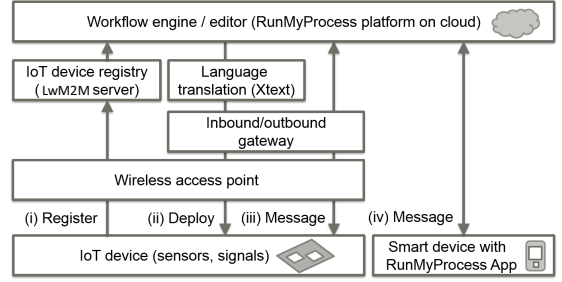 Workflow engine / editor (RunMyProcess platform on cloud)
IoT device registry
(LwM2M server)
Language
translation (Xtext)
Inbound/outbound
gateway
Wireless access point
(i) Register
(ii) Deploy
(iii) Message
(iv) Message
IoT device (sensors, signals)
Smart device with
RunMyProcess App